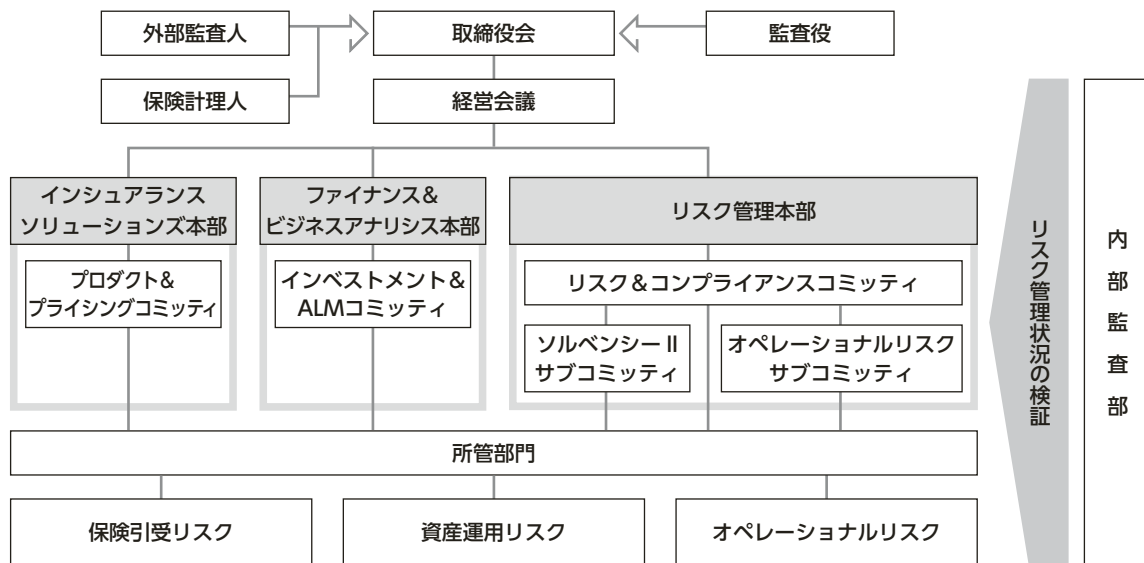 外部監査人
取締役会
監査役
保険計理人
経営会議
インシュアランス
ソリューションズ本部
ファイナンス&
ビジネスアナリシス本部
リスク管理本部
プロダクト&
プライシングコミッティ
インベストメント&
ALMコミッティ
リスク&コンプライアンスコミッティ
ソルベンシーⅡ
サブコミッティ
オペレーショナルリスク
サブコミッティ
所管部門
保険引受リスク
資産運用リスク
オペレーショナルリスク
リスク管理状況の検証
内部監査部